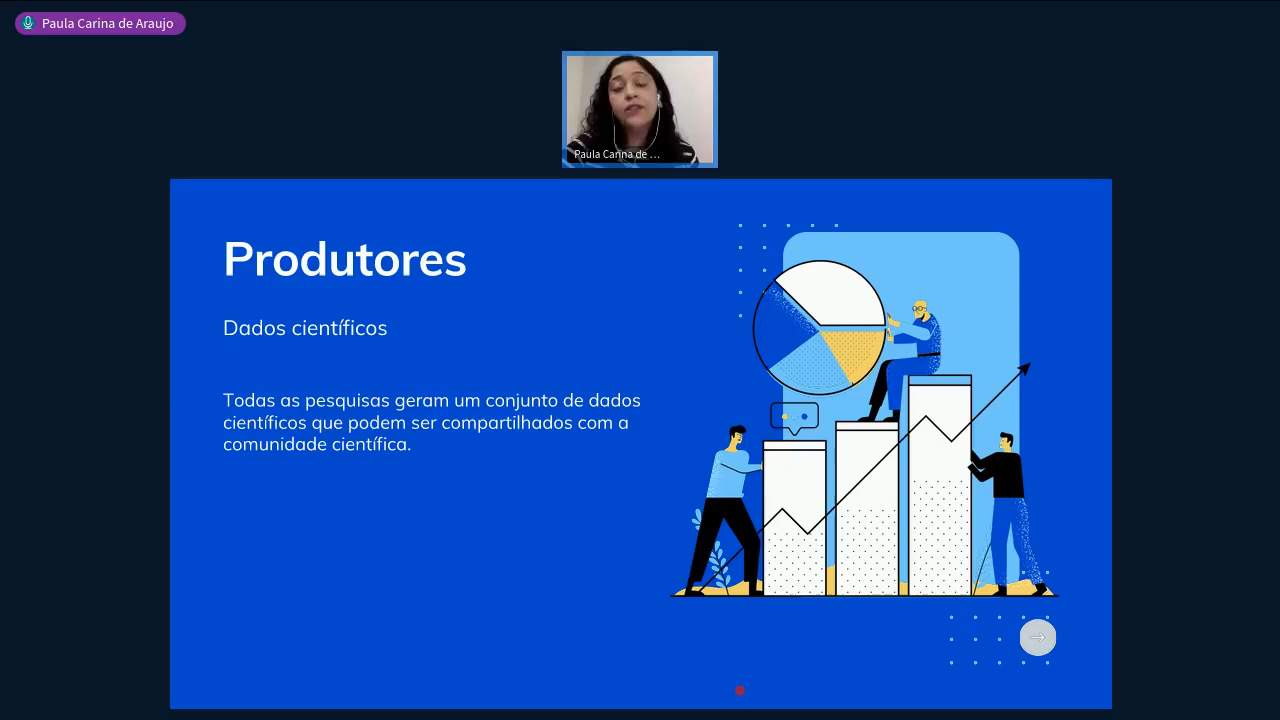 Paula Carina de Araujo
Paula Carina de ...
Produtores
Dados científicos
Todas as pesquisas geram um conjunto de dados
científicos que podem ser compartilhados com a
comunidade científica.